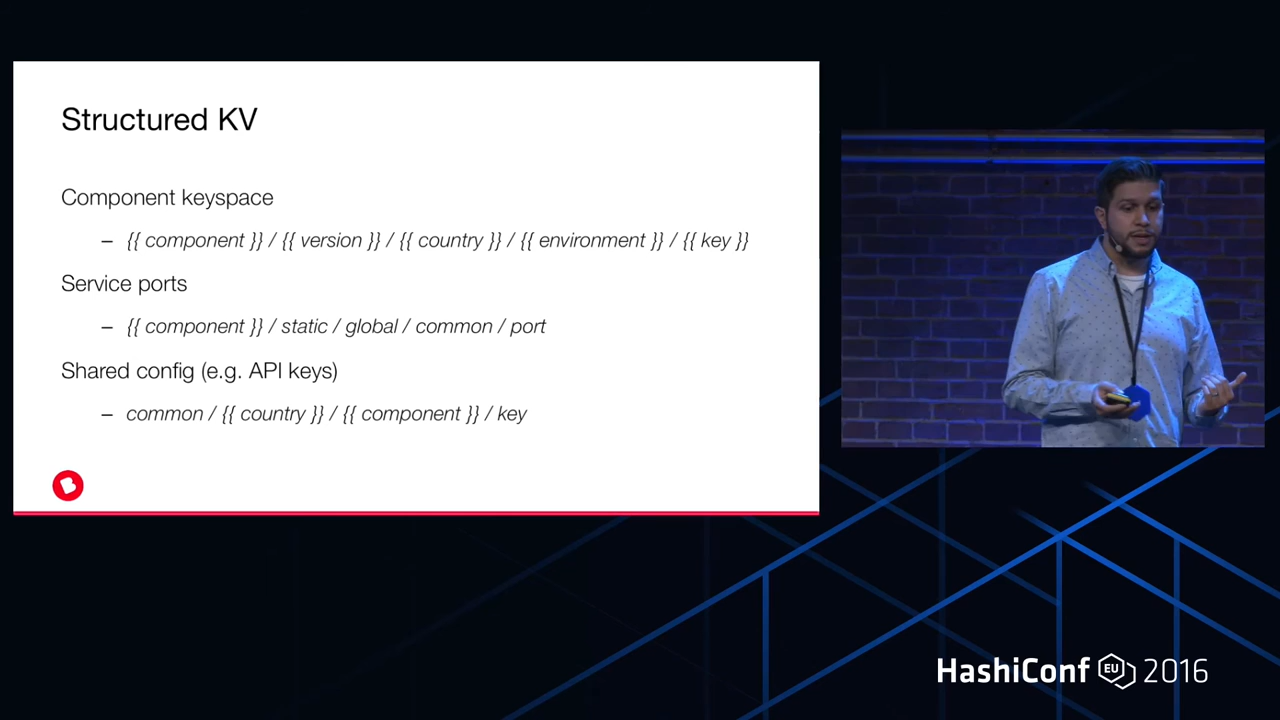 Structured KV
Component keyspace
– {{ component }} / {{ version }} / {{ country }} / {{ environment }} / {{ key }}
Service ports
– {{ component }} / static / global / common / port
Shared config (e.g. API keys)
– common / {{ country }} / {{ component }} / key
HashiConf EU 2016